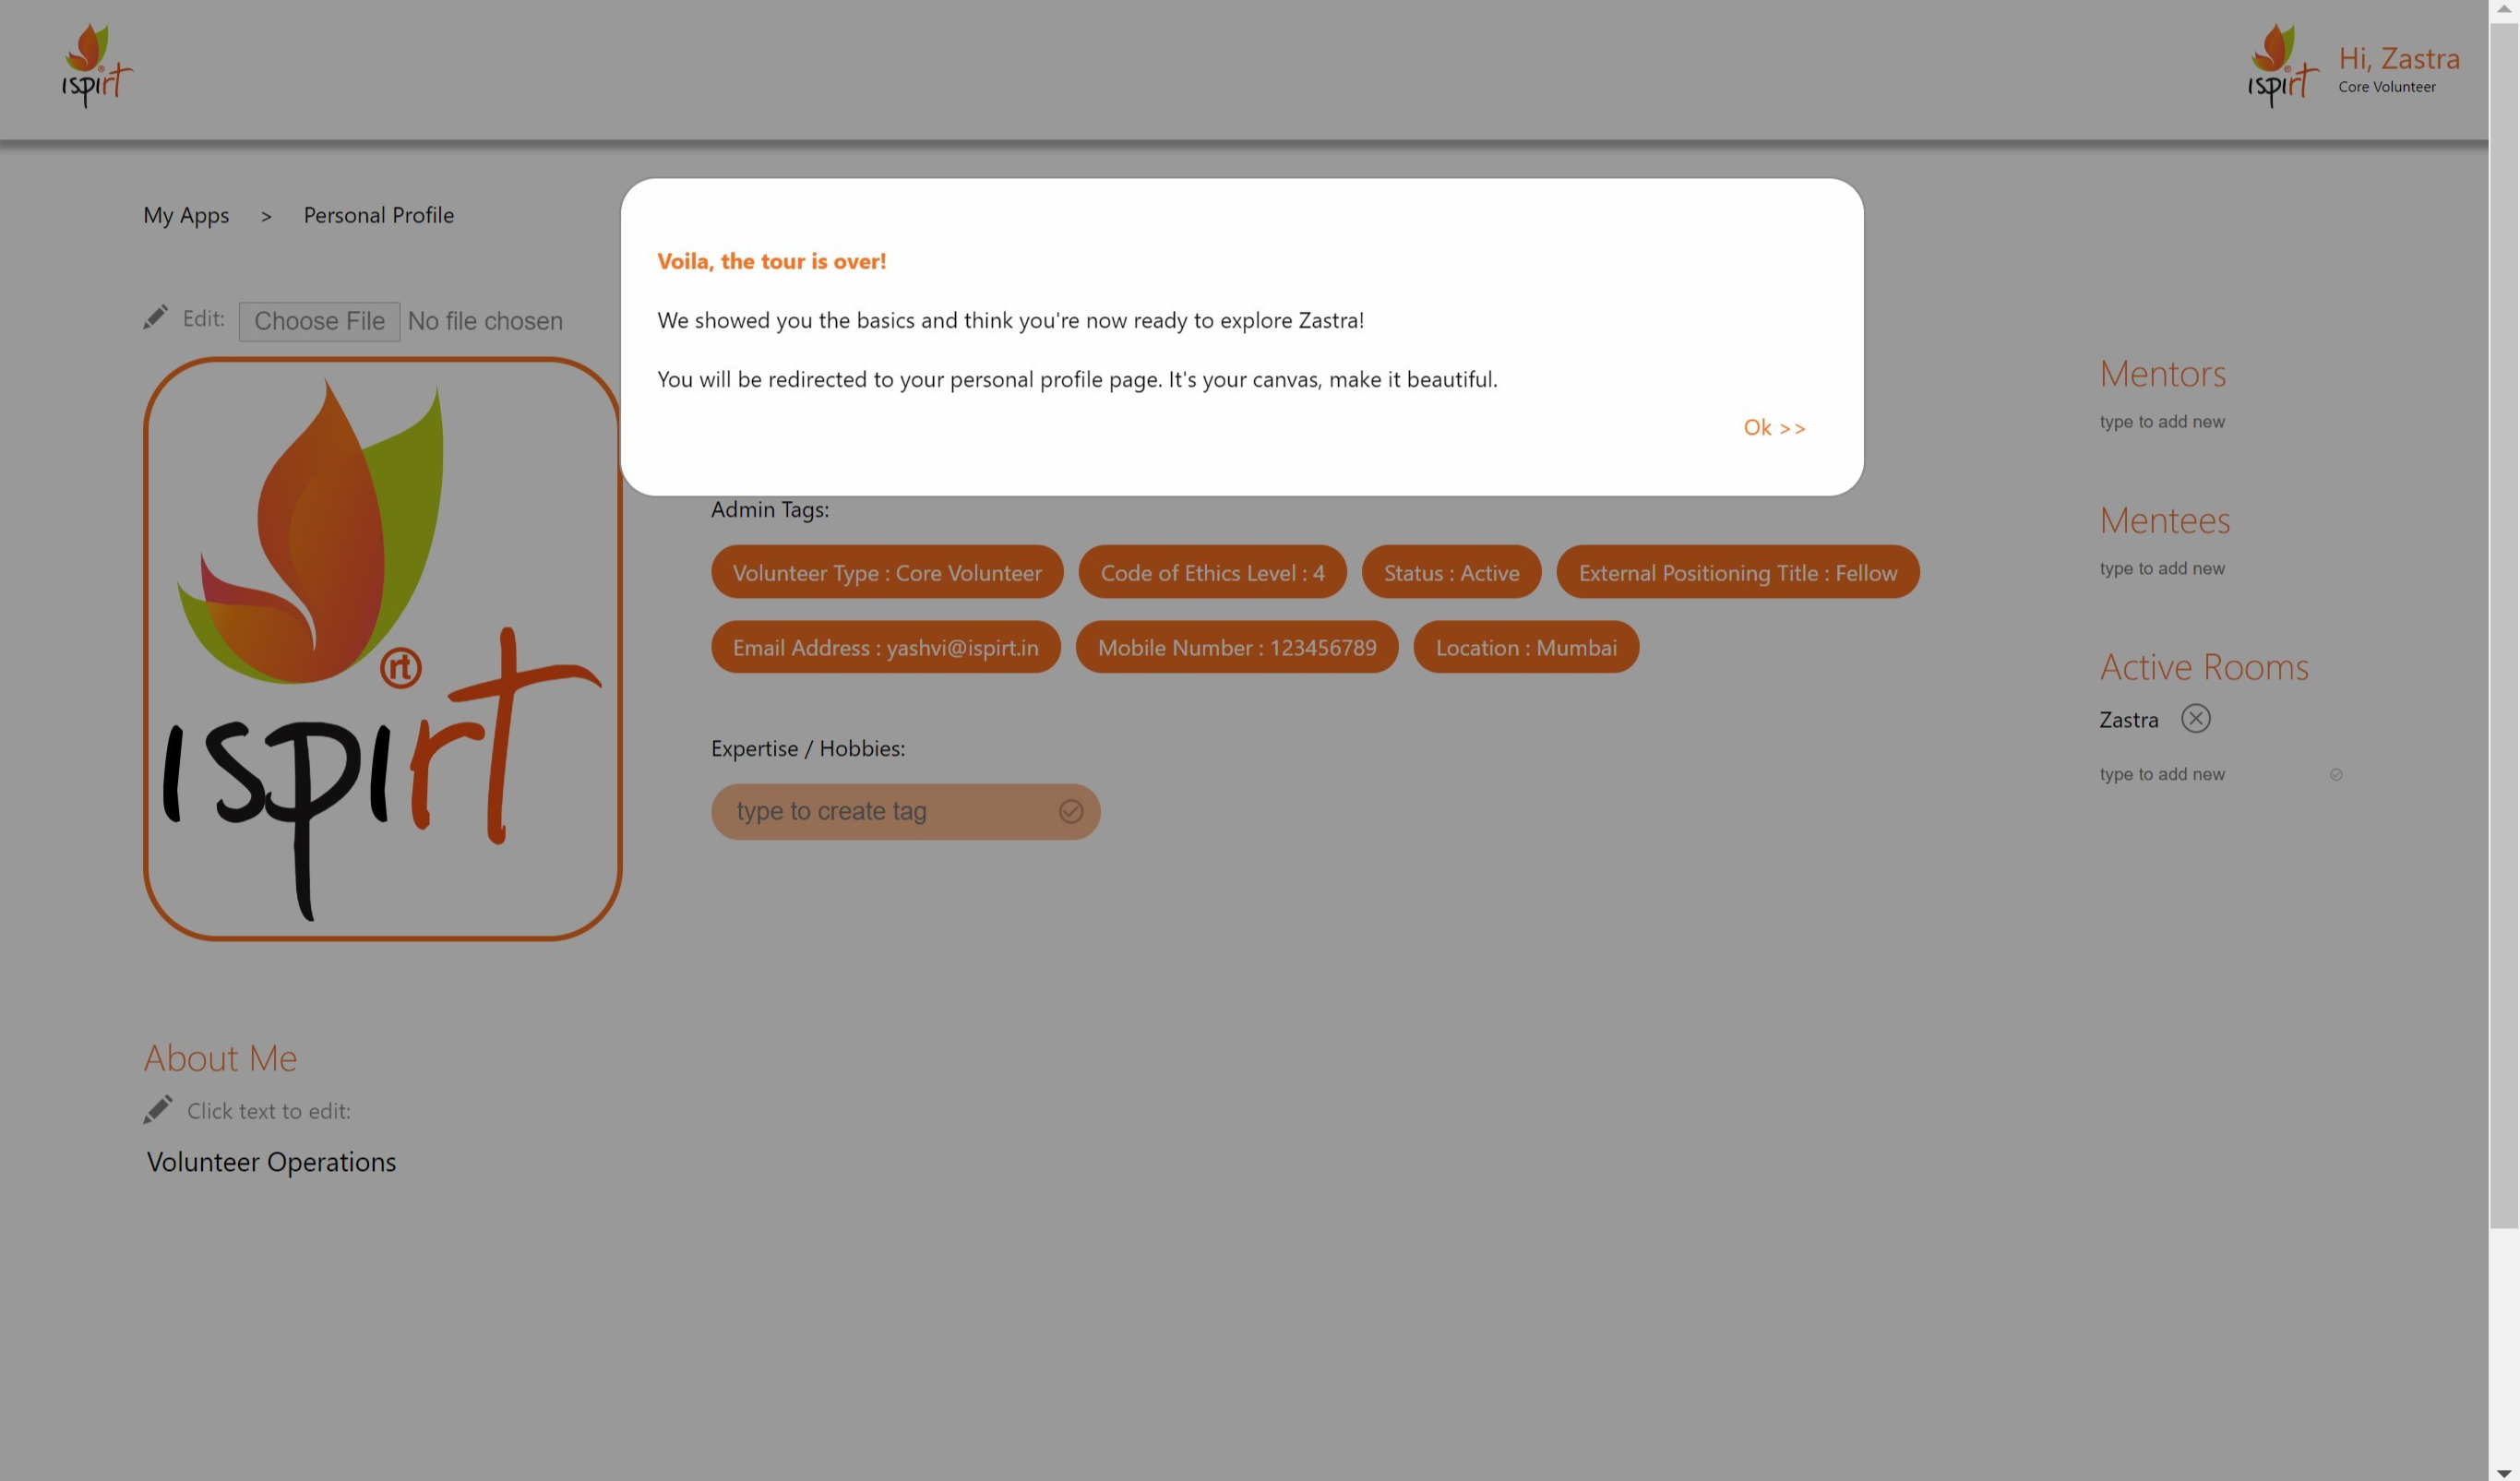 ıspırt
ıspırt
Hi, Zastra
Core Volunteer
My Apps > Personal Profile
Voila, the tour is over!
We showed you the basics and think you're now ready to explore Zastra!
You will be redirected to your personal profile page. It's your canvas, make it beautiful.
Ok >>
Edit: Choose File No file chosen
rt
ıspırt
Admin Tags:
Volunteer Type : Core Volunteer Code of Ethics Level : 4 Status : Active External Positioning Title : Fellow
Email Address : yashvi@ispirt.in Mobile Number : 123456789 Location : Mumbai
Expertise / Hobbies:
type to create tag
Mentors
type to add new
Mentees
type to add new
Active Rooms
Zastra
type to add new
About Me
Click text to edit:
Volunteer Operations